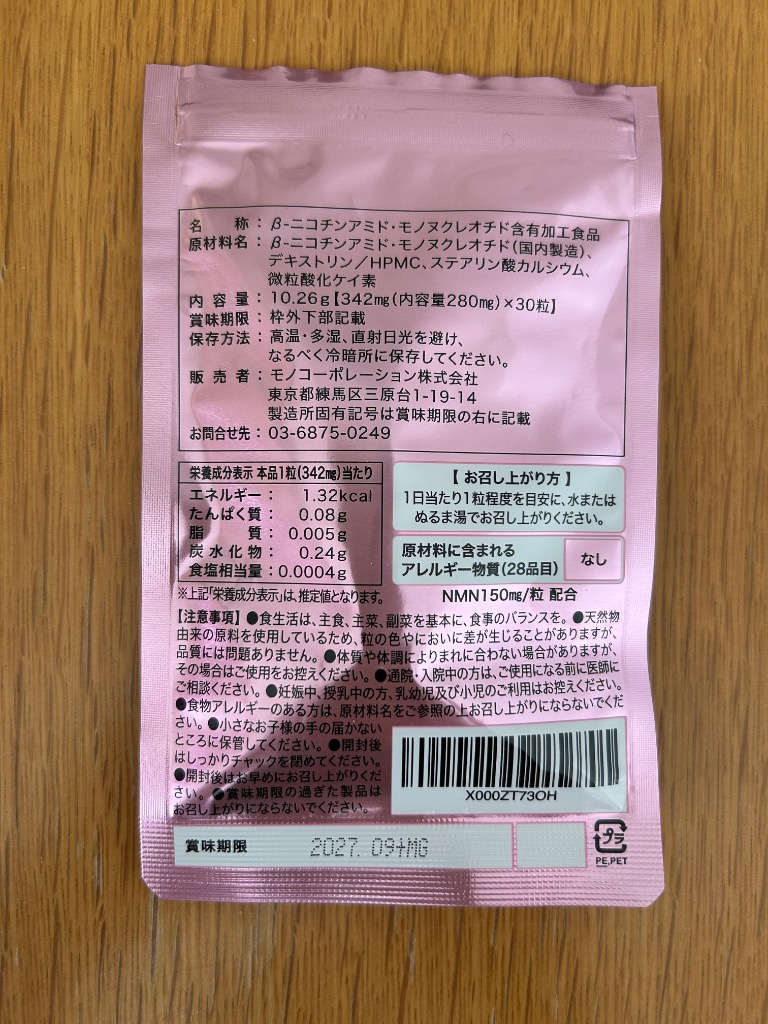 名　　称：β-ニコチンアミド・モノヌクレオチド含有加工食品
原材料名：β-ニコチンアミド・モノヌクレオチド(国内製造)、
デキストリン／HPMC、ステアリン酸カルシウム、
微粒酸化ケイ素
内 容 量：10.26g【342㎎(内容量280㎎)×30粒】
賞味期限：枠外下部記載
保存方法：高温・多湿、直射日光を避け、
なるべく冷暗所に保存してください。
販 売 者：モノコーポレーション株式会社
東京都練馬区三原台1-19-14
製造所固有記号は賞味期限の右に記載
お問合せ先：03-6875-0249
栄養成分表示 本品1粒(342㎎)当たり
エネルギー：1.32kcal
たんぱく質：0.08g
脂　　質：0.005g
炭水化物：0.24g
食塩相当量：0.0004g
※上記「栄養成分表示」は、推定値となります。
【お召し上がり方】
1日当たり1粒程度を目安に、水または
ぬるま湯でお召し上がりください。
原材料に含まれる
アレルギー物質(28品目)
なし
NMN150㎎/粒 配合
【注意事項】●食生活は、主食、主菜、副菜を基本に、食事のバランスを。●天然物
由来の原料を使用しているため、粒の色やにおいに差が生じることがありますが、
品質には問題ありません。●体質や体調によりまれに合わない場合がありますが、
その場合はご使用をお控えください。●通院・入院中の方は、ご使用になる前に医師に
ご相談ください。●妊娠中、授乳中の方、乳幼児及び小児のご利用はお控えください。
●食物アレルギーのある方は、原材料名をご参照の上お召し上がりにならないでくだ
さい。●小さなお子様の手の届かない
ところに保管してください。●開封後
はしっかりチャックを閉めてください。
●開封後はお早めにお召し上がりくだ
さい。●賞味期限の過ぎた製品は
お召し上がりにならないでください。
X000ZT73OH
賞味期限
2027. 09+MG
プラ
PE,PET